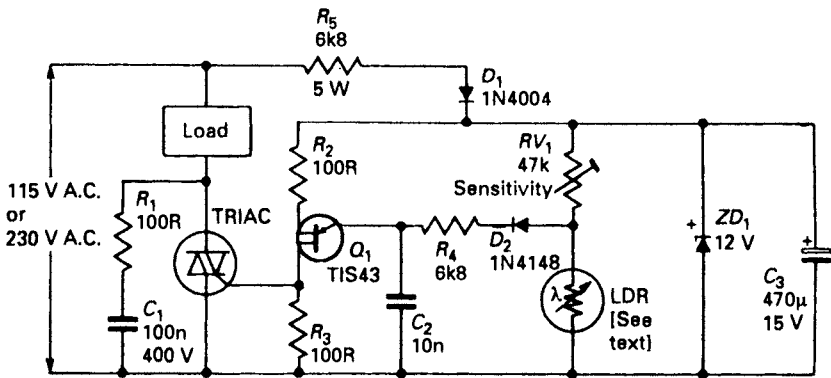 R5
6k8
5 W
D1
1N4004
Load
R2
100R
RV1
47k
Sensitivity
115 V A.C.
or
230 V A.C.
R1
100R
TRIAC
ZD1
12 V
+
Q1
TIS43
R4
6k8
D2
1N4148
λ
LDR
[See
text]
+
C3
470μ
15 V
C1
100n
400 V
R3
100R
C2
10n